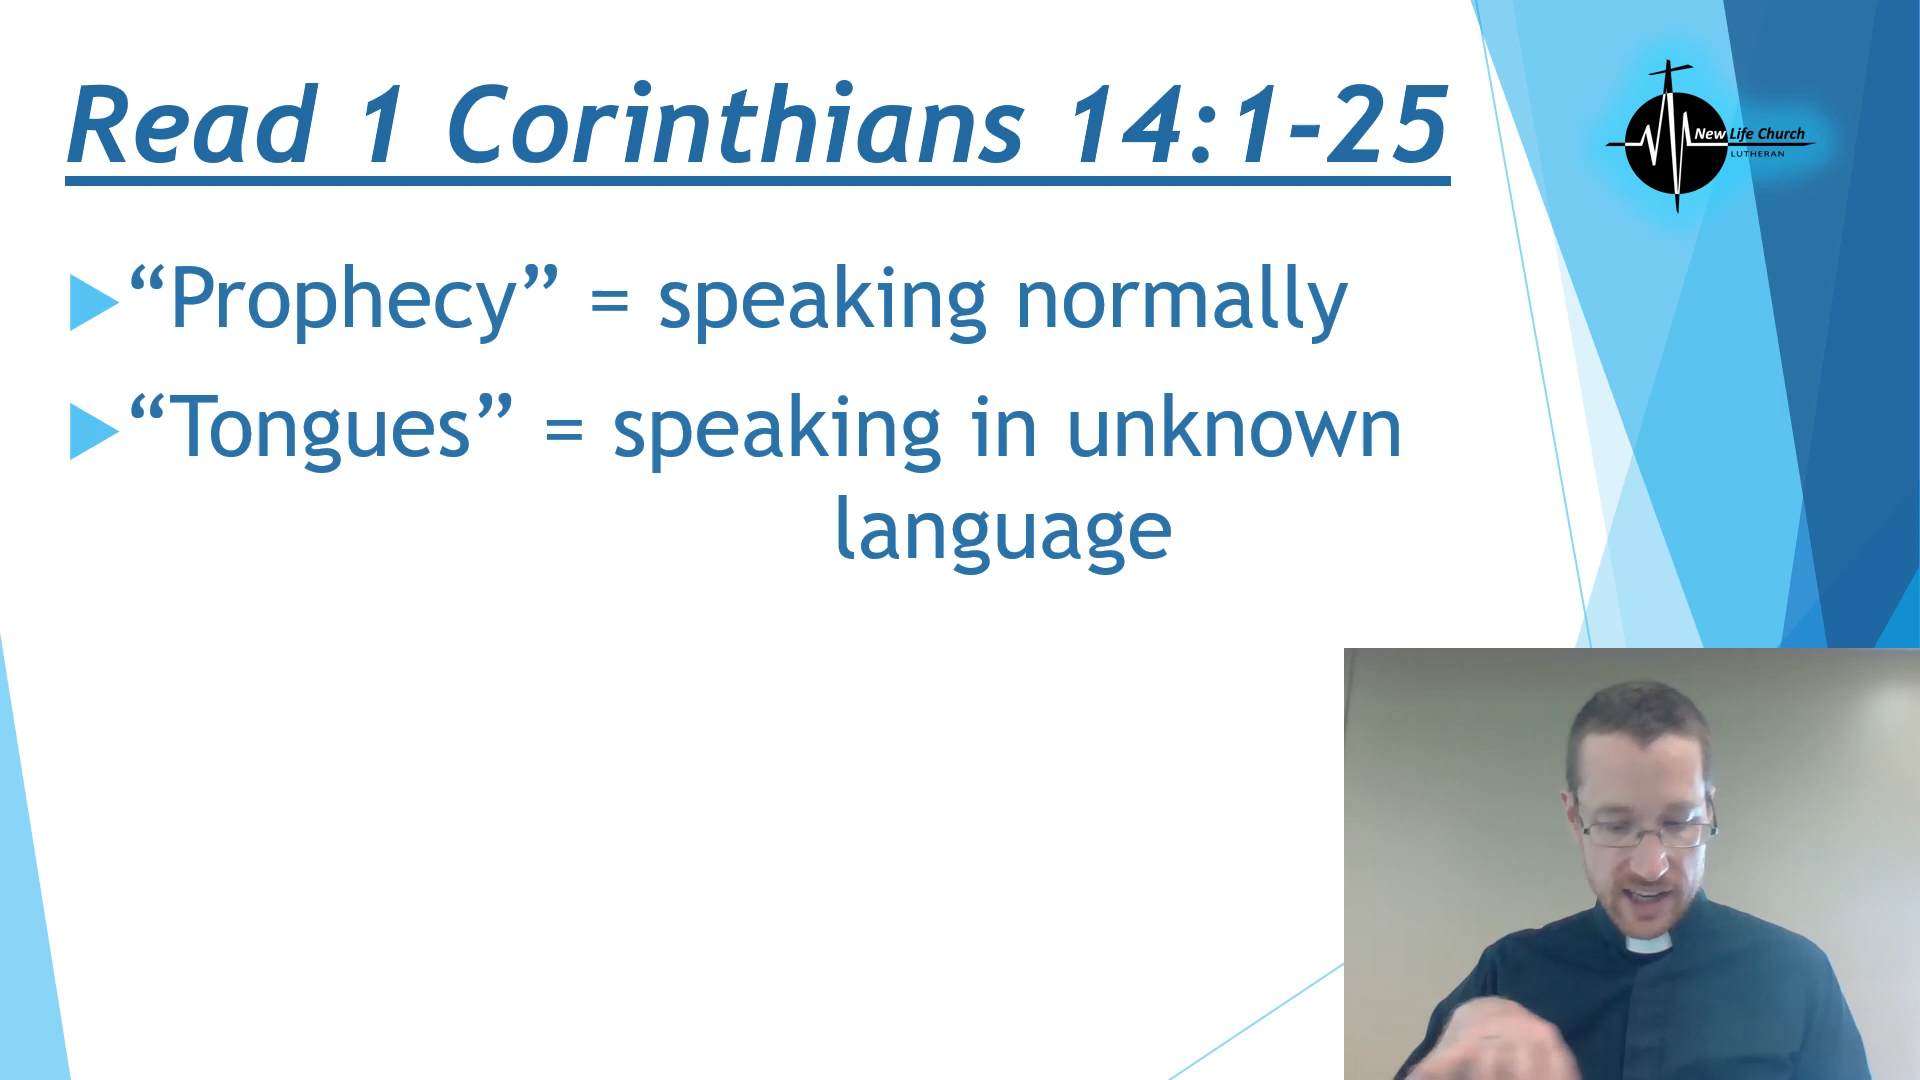 Read 1 Corinthians 14:1-25
New Life Church
LUTHERAN
“Prophecy” = speaking normally
“Tongues” = speaking in unknown
language